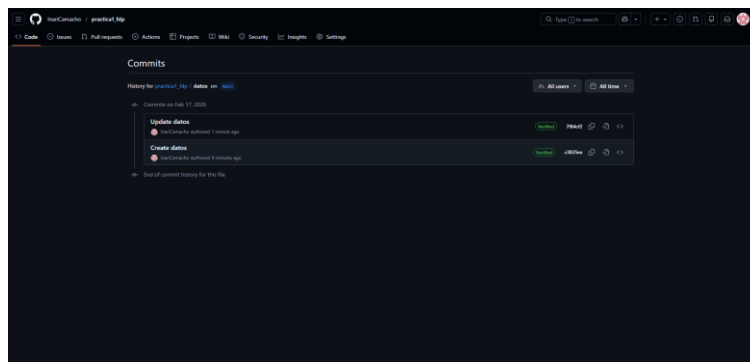 InariCamacho / practica1_fdp
Type / to search
Code Issues Pull requests Actions Projects Wiki Security Insights Settings
Commits
History for practica1_fdp / datos on main
All users All time
Commits on Feb 17, 2026
Update datos
InariCamacho authored 1 minute ago
Verified
Create datos
InariCamacho authored 4 minutes ago
Verified
End of commit history for this file